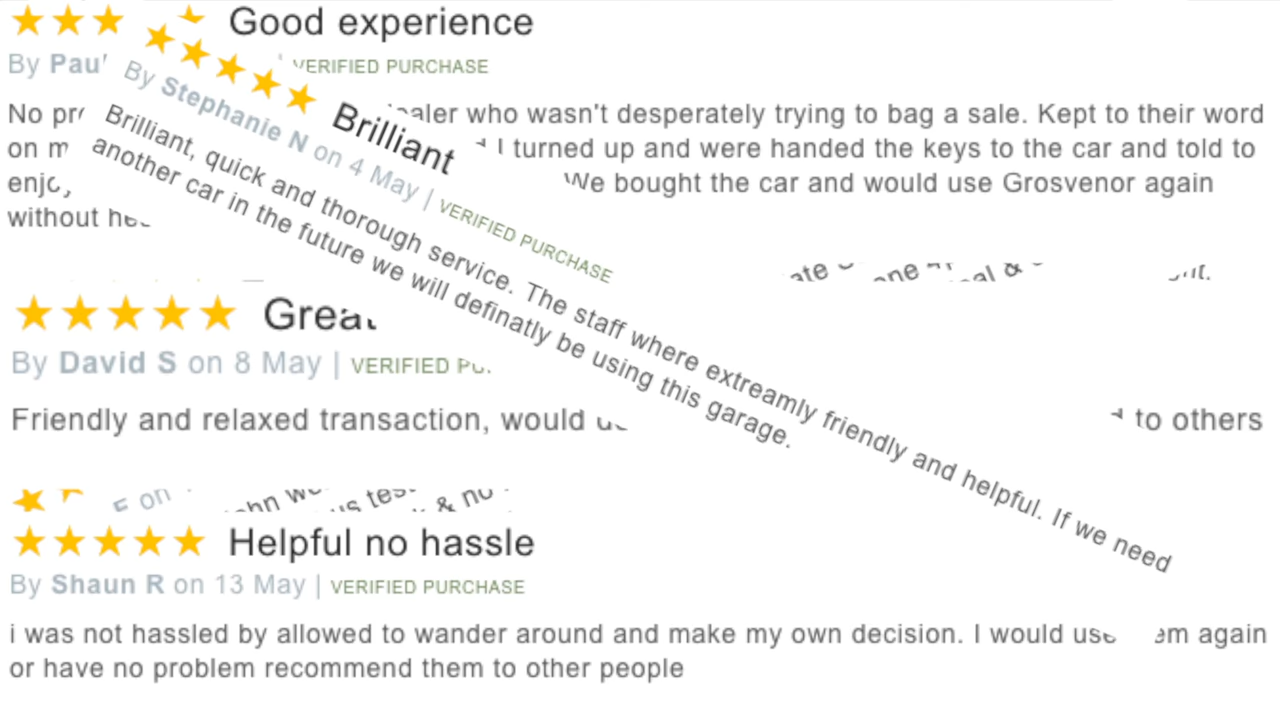 Good experience
By Paul VERIFIED PURCHASE
No who wasn't desperately trying to bag a sale. Kept to their word
on I turned up and were handed the keys to the car and told to
We bought the car and would use Grosvenor again
without
Brilliant
By Stephanie N on 4 May | VERIFIED PURCHASE
Brilliant, quick and thorough service. The staff where extreamly friendly and helpful. If we need
another car in the future we will definatly be using this garage.
Great
By David S on 8 May | VERIFIED
Friendly and relaxed transaction, would to others
on
Helpful no hassle
By Shaun R on 13 May | VERIFIED PURCHASE
i was not hassled by allowed to wander around and make my own decision. I would use em again
or have no problem recommend them to other people